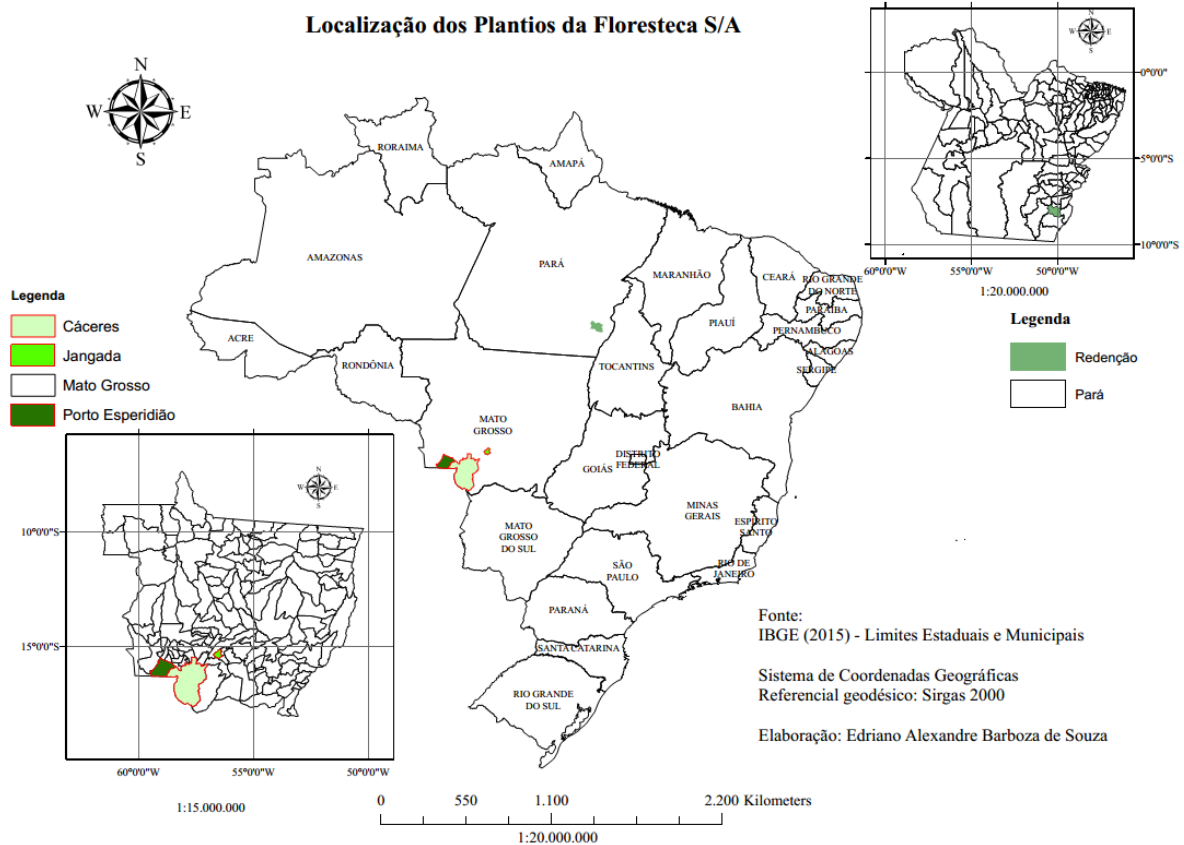 Localização dos Plantios da Floresteca S/A
N
W
E
S
N
W
E
S
0°0'0"
5°0'0"S
10°0'0"S
60°0'0"W
55°0'0"W
50°0'0"W
1:20.000.000
Legenda
Redenção
Pará
RORAIMA
AMAPÁ
AMAZONAS
PARÁ
MARANHÃO
CEARÁ
RIO GRANDE
DO NORTE
PARAÍBA
PIAUÍ
PERNAMBUCO
ALAGOAS
SERGIPE
ACRE
RONDÔNIA
TOCANTINS
BAHIA
MATO
GROSSO
GOIÁS
DISTRITO
FEDERAL
MINAS
GERAIS
ESPÍRITO
SANTO
MATO
GROSSO
DO SUL
SÃO
PAULO
RIO DE
JANEIRO
PARANÁ
SANTA CATARINA
RIO GRANDE
DO SUL
Legenda
Cáceres
Jangada
Mato Grosso
Porto Esperidião
N
W
E
S
10°0'0"S
15°0'0"S
60°0'0"W
55°0'0"W
50°0'0"W
1:15.000.000
0 550 1.100 2.200 Kilometers
1:20.000.000
Fonte:
IBGE (2015) - Limites Estaduais e Municipais
Sistema de Coordenadas Geográficas
Referencial geodésico: Sirgas 2000
Elaboração: Edriano Alexandre Barboza de Souza